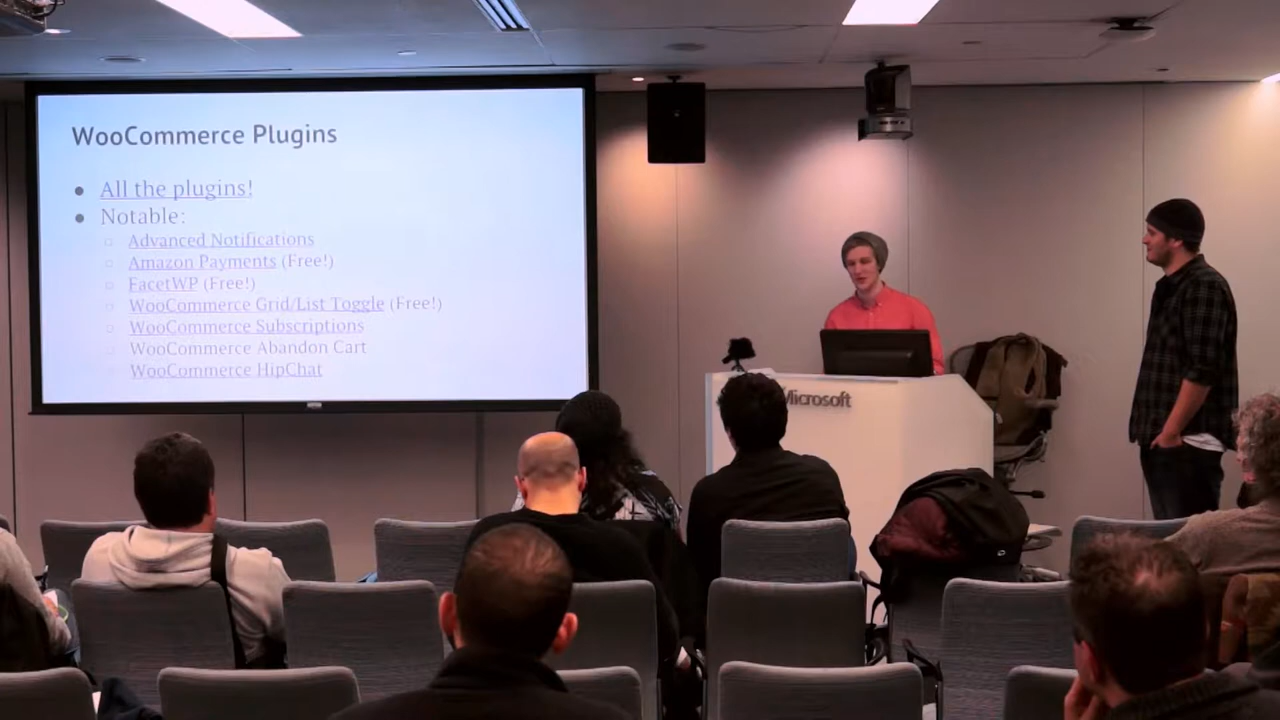 WooCommerce Plugins
All the plugins!
Notable:
Advanced Notifications
Amazon Payments (Free!)
FacetWP (Free!)
WooCommerce Grid/List Toggle (Free!)
WooCommerce Subscriptions
WooCommerce Abandon Cart
WooCommerce HipChat
Microsoft